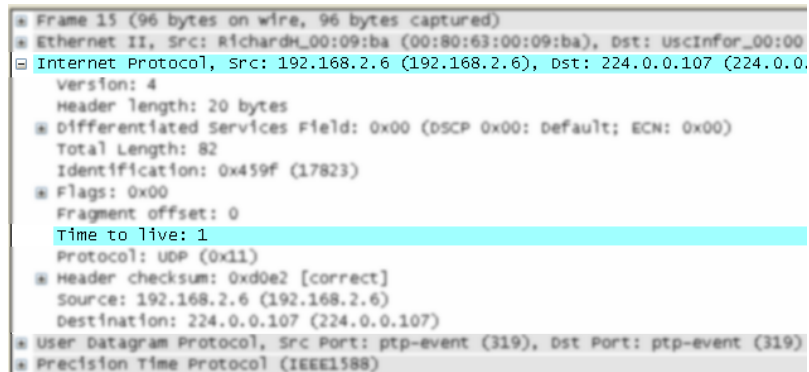 Frame 15 (96 bytes on wire, 96 bytes captured)
Ethernet II, Src: RichardH_00:09:ba (00:80:63:00:09:ba), Dst: UscInfor_00:00
Internet Protocol, Src: 192.168.2.6 (192.168.2.6), Dst: 224.0.0.107 (224.0.0.
Version: 4
Header length: 20 bytes
Differentiated Services Field: 0x00 (DSCP 0x00: Default; ECN: 0x00)
Total Length: 82
Identification: 0x459f (17823)
Flags: 0x00
Fragment offset: 0
Time to live: 1
Protocol: UDP (0x11)
Header checksum: 0xd0e2 [correct]
Source: 192.168.2.6 (192.168.2.6)
Destination: 224.0.0.107 (224.0.0.107)
User Datagram Protocol, Src Port: ptp-event (319), Dst Port: ptp-event (319)
Precision Time Protocol (IEEE1588)